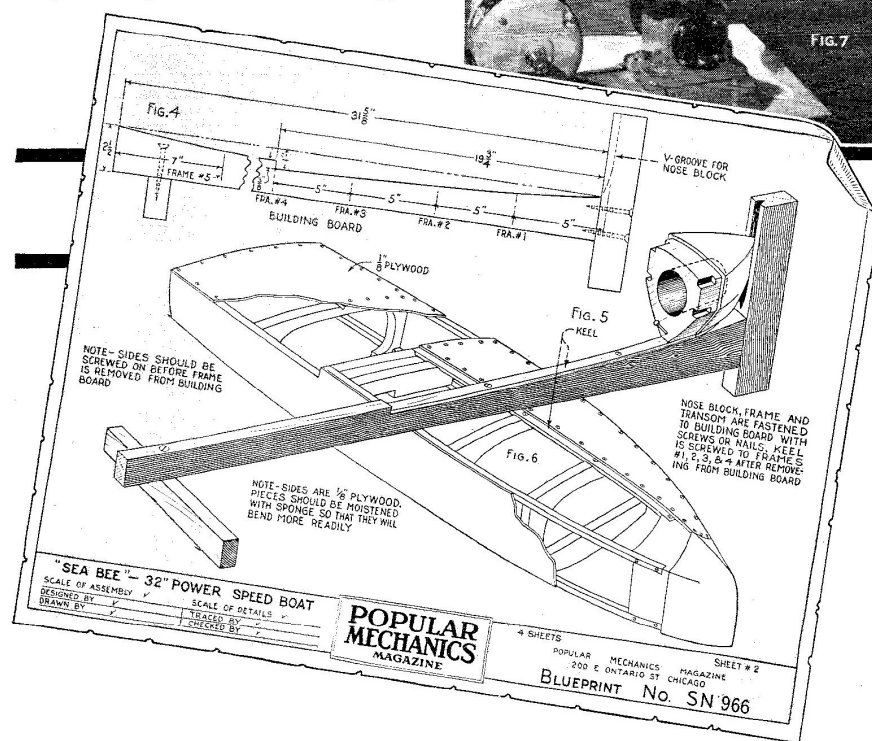 FIG. 7
FIG. 4
31 5/8"
19 3/4"
2 1/2
7"
FRAME #5
5"
5"
5"
5"
FRA. #4
FRA. #3
FRA. #2
FRA. #1
BUILDING BOARD
V-GROOVE FOR
NOSE BLOCK
1/8" PLYWOOD
FIG. 5
KEEL
NOTE- SIDES SHOULD BE
SCREWED ON BEFORE FRAME
IS REMOVED FROM BUILDING
BOARD
NOSE BLOCK, FRAME AND
TRANSOM ARE FASTENED
TO BUILDING BOARD WITH
SCREWS OR NAILS. KEEL
IS SCREWED TO FRAMES
#1, 2, 3, & 4 AFTER REMOVE-
ING FROM BUILDING BOARD
FIG. 6
NOTE-SIDES ARE 1/8" PLYWOOD.
PIECES SHOULD BE MOISTENED
WITH SPONGE SO THAT THEY WILL
BEND MORE READILY
"SEA BEE"- 32" POWER SPEED BOAT
SCALE OF ASSEMBLY ✓
SCALE OF DETAILS ✓
DESIGNED BY ✓
TRACED BY ✓
DRAWN BY ✓
CHECKED BY ✓
POPULAR
MECHANICS
MAGAZINE
4 SHEETS
SHEET #2
POPULAR MECHANICS MAGAZINE
200 E ONTARIO ST CHICAGO
BLUEPRINT NO. SN 966